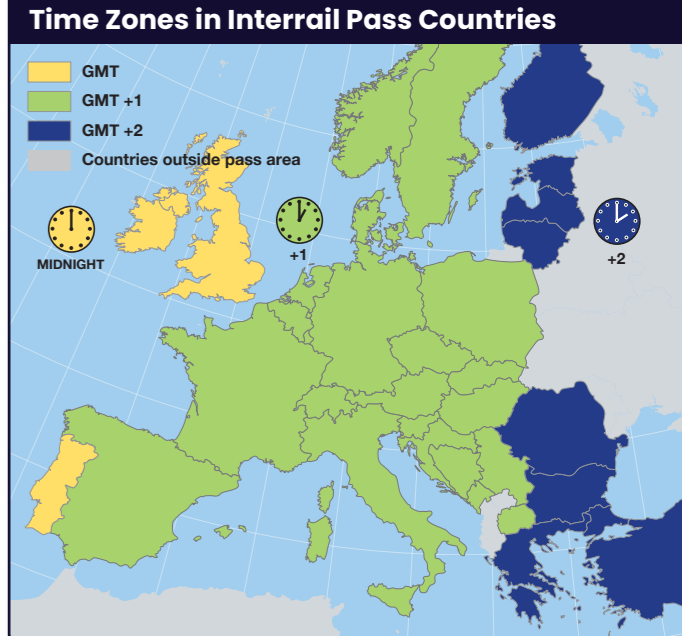 Time Zones in Interrail Pass Countries
GMT
GMT +1
GMT +2
Countries outside pass area
MIDNIGHT
+1
+2